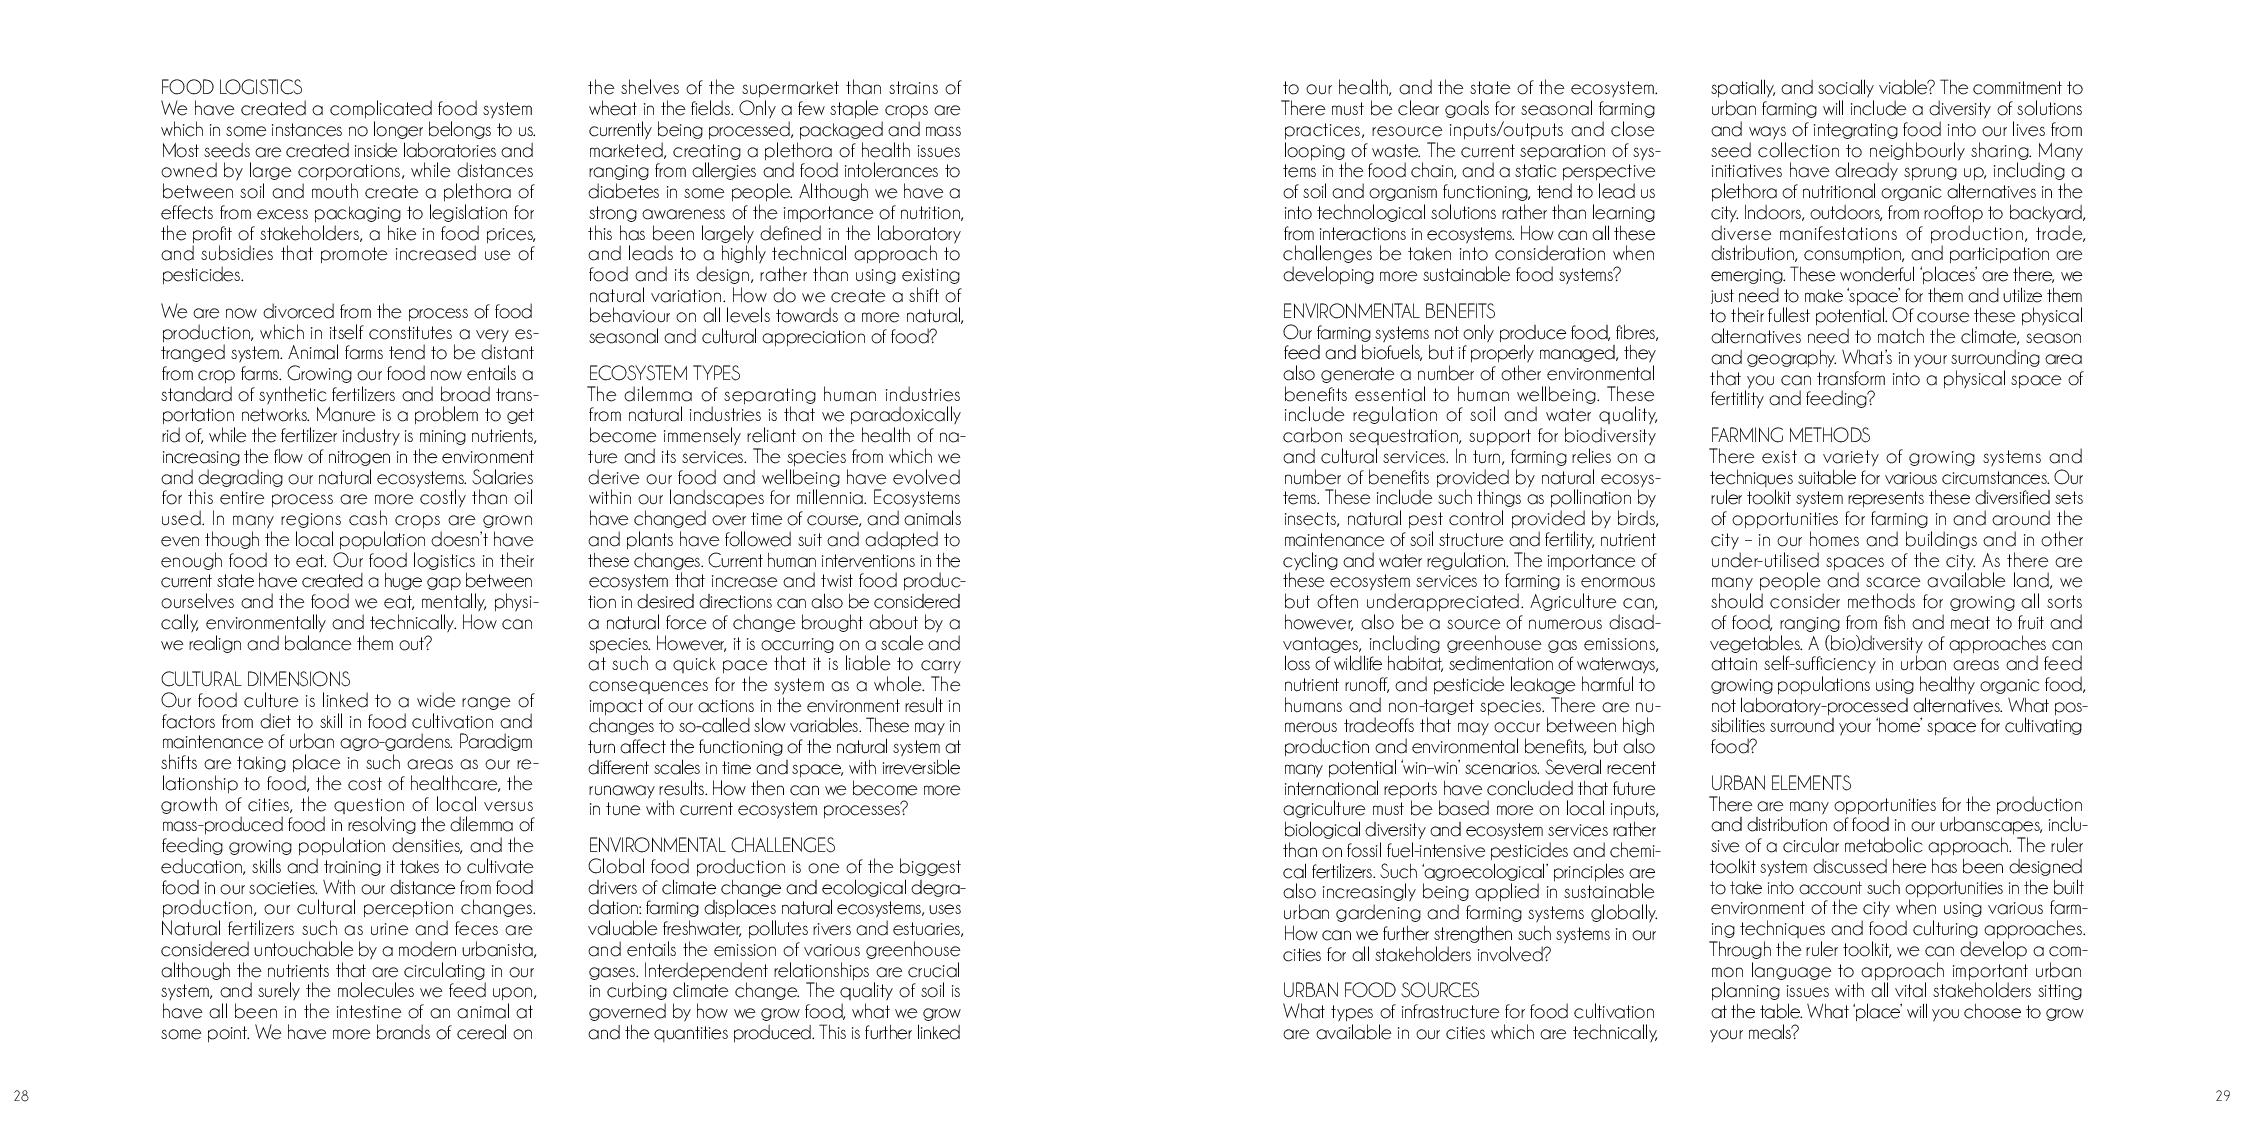 FOOD LOGISTICS
We have created a complicated food system
which in some instances no longer belongs to us.
Most seeds are created inside laboratories and
owned by large corporations, while distances
between soil and mouth create a plethora of
effects from excess packaging to legislation for
the profit of stakeholders, a hike in food prices,
and subsidies that promote increased use of
pesticides.
We are now divorced from the process of food
production, which in itself constitutes a very es-
tranged system. Animal farms tend to be distant
from crop farms. Growing our food now entails a
standard of synthetic fertilizers and broad trans-
portation networks. Manure is a problem to get
rid of, while the fertilizer industry is mining nutrients,
increasing the flow of nitrogen in the environment
and degrading our natural ecosystems. Salaries
for this entire process are more costly than oil
used. In many regions cash crops are grown
even though the local population doesn't have
enough food to eat. Our food logistics in their
current state have created a huge gap between
ourselves and the food we eat, mentally, physi-
cally, environmentally and technically. How can
we realign and balance them out?
CULTURAL DIMENSIONS
Our food culture is linked to a wide range of
factors from diet to skill in food cultivation and
maintenance of urban agro-gardens. Paradigm
shifts are taking place in such areas as our re-
lationship to food, the cost of healthcare, the
growth of cities, the question of local versus
mass-produced food in resolving the dilemma of
feeding growing population densities, and the
education, skills and training it takes to cultivate
food in our societies. With our distance from food
production, our cultural perception changes.
Natural fertilizers such as urine and feces are
considered untouchable by a modern urbanista,
although the nutrients that are circulating in our
system, and surely the molecules we feed upon,
have all been in the intestine of an animal at
some point. We have more brands of cereal on
the shelves of the supermarket than strains of
wheat in the fields. Only a few staple crops are
currently being processed, packaged and mass
marketed, creating a plethora of health issues
ranging from allergies and food intolerances to
diabetes in some people. Although we have a
strong awareness of the importance of nutrition,
this has been largely defined in the laboratory
and leads to a highly technical approach to
food and its design, rather than using existing
natural variation. How do we create a shift of
behaviour on all levels towards a more natural,
seasonal and cultural appreciation of food?
ECOSYSTEM TYPES
The dilemma of separating human industries
from natural industries is that we paradoxically
become immensely reliant on the health of na-
ture and its services. The species from which we
derive our food and wellbeing have evolved
within our landscapes for millennia. Ecosystems
have changed over time of course, and animals
and plants have followed suit and adapted to
these changes. Current human interventions in the
ecosystem that increase and twist food produc-
tion in desired directions can also be considered
a natural force of change brought about by a
species. However, it is occurring on a scale and
at such a quick pace that it is liable to carry
consequences for the system as a whole. The
impact of our actions in the environment result in
changes to so-called slow variables. These may in
turn affect the functioning of the natural system at
different scales in time and space, with irreversible
runaway results. How then can we become more
in tune with current ecosystem processes?
ENVIRONMENTAL CHALLENGES
Global food production is one of the biggest
drivers of climate change and ecological degra-
dation: farming displaces natural ecosystems, uses
valuable freshwater, pollutes rivers and estuaries,
and entails the emission of various greenhouse
gases. Interdependent relationships are crucial
in curbing climate change. The quality of soil is
governed by how we grow food, what we grow
and the quantities produced. This is further linked
28
to our health, and the state of the ecosystem.
There must be clear goals for seasonal farming
practices, resource inputs/outputs and close
looping of waste. The current separation of sys-
tems in the food chain, and a static perspective
of soil and organism functioning, tend to lead us
into technological solutions rather than learning
from interactions in ecosystems. How can all these
challenges be taken into consideration when
developing more sustainable food systems?
ENVIRONMENTAL BENEFITS
Our farming systems not only produce food, fibres,
feed and biofuels, but if properly managed, they
also generate a number of other environmental
benefits essential to human wellbeing. These
include regulation of soil and water quality,
carbon sequestration, support for biodiversity
and cultural services. In turn, farming relies on a
number of benefits provided by natural ecosys-
tems. These include such things as pollination by
insects, natural pest control provided by birds,
maintenance of soil structure and fertility, nutrient
cycling and water regulation. The importance of
these ecosystem services to farming is enormous
but often underappreciated. Agriculture can,
however, also be a source of numerous disad-
vantages, including greenhouse gas emissions,
loss of wildlife habitat, sedimentation of waterways,
nutrient runoff, and pesticide leakage harmful to
humans and non-target species. There are nu-
merous tradeoffs that may occur between high
production and environmental benefits, but also
many potential 'win-win' scenarios. Several recent
international reports have concluded that future
agriculture must be based more on local inputs,
biological diversity and ecosystem services rather
than on fossil fuel-intensive pesticides and chemi-
cal fertilizers. Such 'agroecological' principles are
also increasingly being applied in sustainable
urban gardening and farming systems globally.
How can we further strengthen such systems in our
cities for all stakeholders involved?
URBAN FOOD SOURCES
What types of infrastructure for food cultivation
are available in our cities which are technically,
spatially, and socially viable? The commitment to
urban farming will include a diversity of solutions
and ways of integrating food into our lives from
seed collection to neighbourly sharing. Many
initiatives have already sprung up, including a
plethora of nutritional organic alternatives in the
city. Indoors, outdoors, from rooftop to backyard,
diverse manifestations of production, trade,
distribution, consumption, and participation are
emerging. These wonderful 'places' are there, we
just need to make 'space' for them and utilize them
to their fullest potential. Of course these physical
alternatives need to match the climate, season
and geography. What's in your surrounding area
that you can transform into a physical space of
fertitlity and feeding?
FARMING METHODS
There exist a variety of growing systems and
techniques suitable for various circumstances. Our
ruler toolkit system represents these diversified sets
of opportunities for farming in and around the
city – in our homes and buildings and in other
under-utilised spaces of the city. As there are
many people and scarce available land, we
should consider methods for growing all sorts
of food, ranging from fish and meat to fruit and
vegetables. A (bio)diversity of approaches can
attain self-sufficiency in urban areas and feed
growing populations using healthy organic food,
not laboratory-processed alternatives. What pos-
sibilities surround your 'home' space for cultivating
food?
URBAN ELEMENTS
There are many opportunities for the production
and distribution of food in our urbanscapes, inclu-
sive of a circular metabolic approach. The ruler
toolkit system discussed here has been designed
to take into account such opportunities in the built
environment of the city when using various farm-
ing techniques and food culturing approaches.
Through the ruler toolkit, we can develop a com-
mon language to approach important urban
planning issues with all vital stakeholders sitting
at the table. What 'place' will you choose to grow
your meals?
29